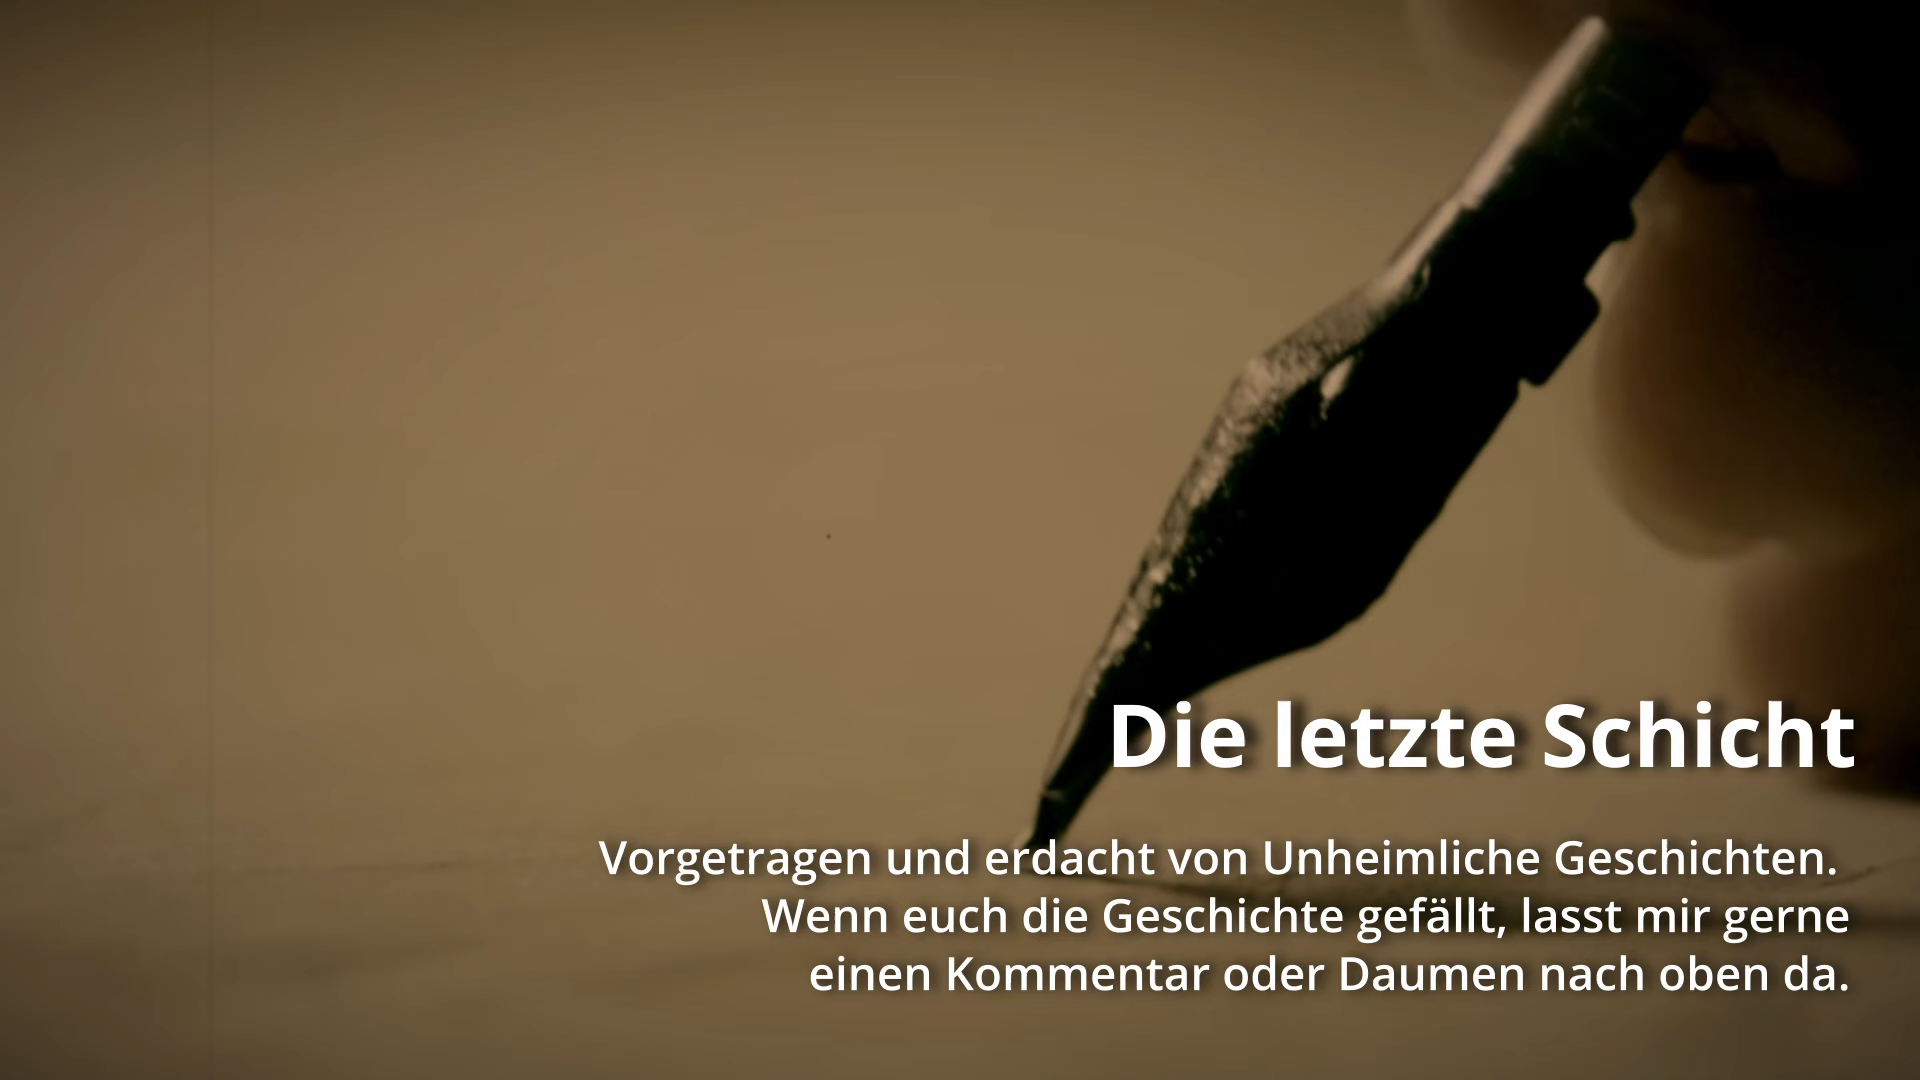 Die letzte Schicht
Vorgetragen und erdacht von Unheimliche Geschichten.
Wenn euch die Geschichte gefällt, lasst mir gerne
einen Kommentar oder Daumen nach oben da.